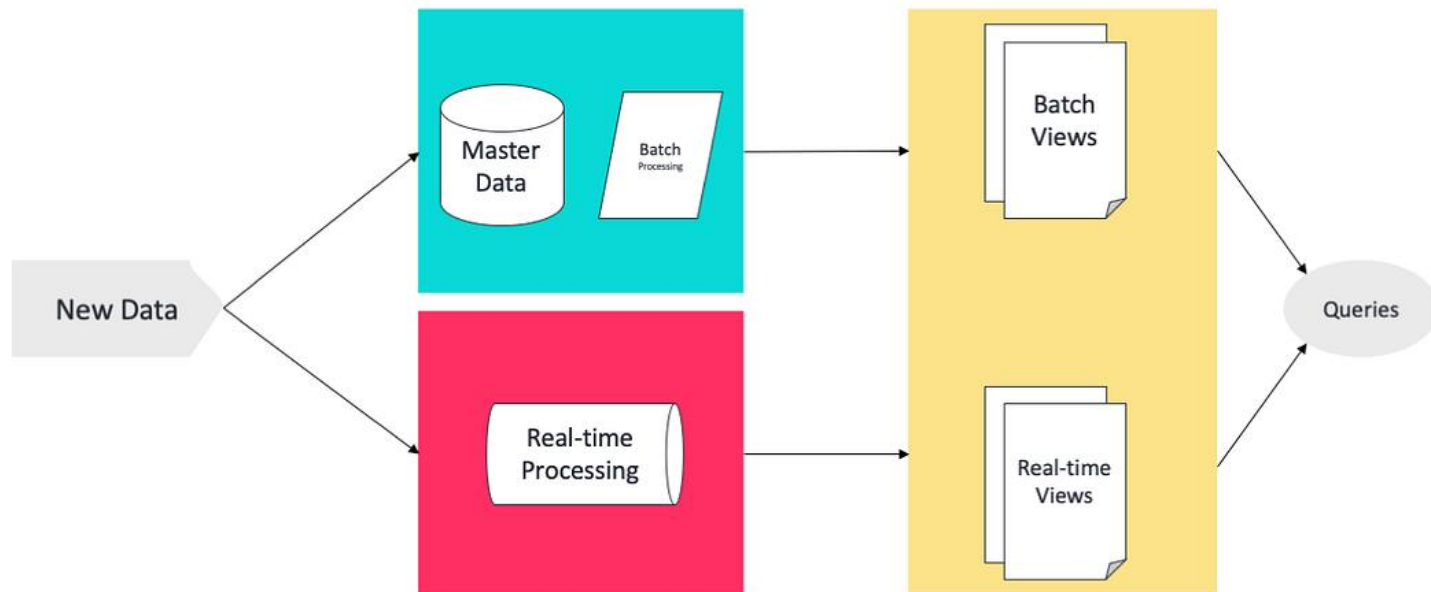 New Data
Master
Data
Batch
Processing
Real-time
Processing
Batch
Views
Real-time
Views
Queries